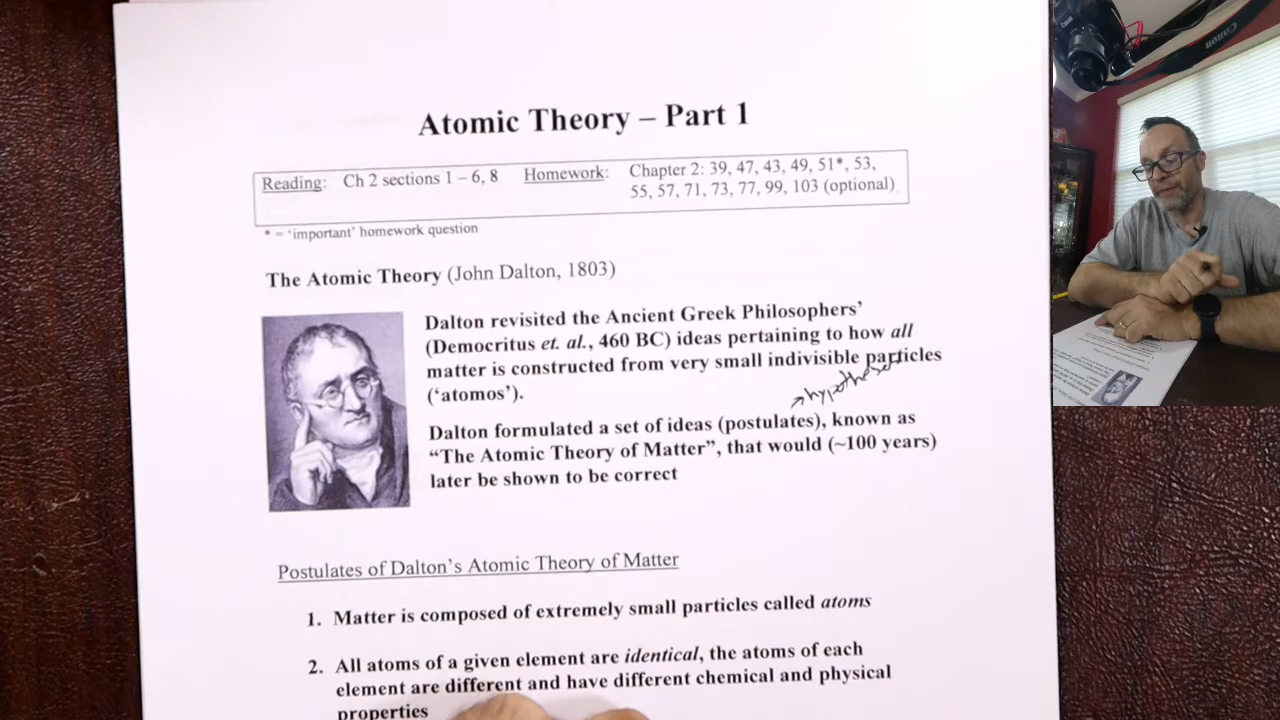 Atomic Theory – Part 1
Reading: Ch 2 sections 1 – 6, 8 Homework: Chapter 2: 39, 47, 43, 49, 51*, 53,
55, 57, 71, 73, 77, 99, 103 (optional).
* = ‘important’ homework question
The Atomic Theory (John Dalton, 1803)
Dalton revisited the Ancient Greek Philosophers’
(Democritus et. al., 460 BC) ideas pertaining to how all
matter is constructed from very small indivisible particles
(‘atomos’).
Dalton formulated a set of ideas (postulates), known as
“The Atomic Theory of Matter”, that would (~100 years)
later be shown to be correct
Postulates of Dalton’s Atomic Theory of Matter
1. Matter is composed of extremely small particles called atoms
2. All atoms of a given element are identical, the atoms of each
element are different and have different chemical and physical
properties
Canon